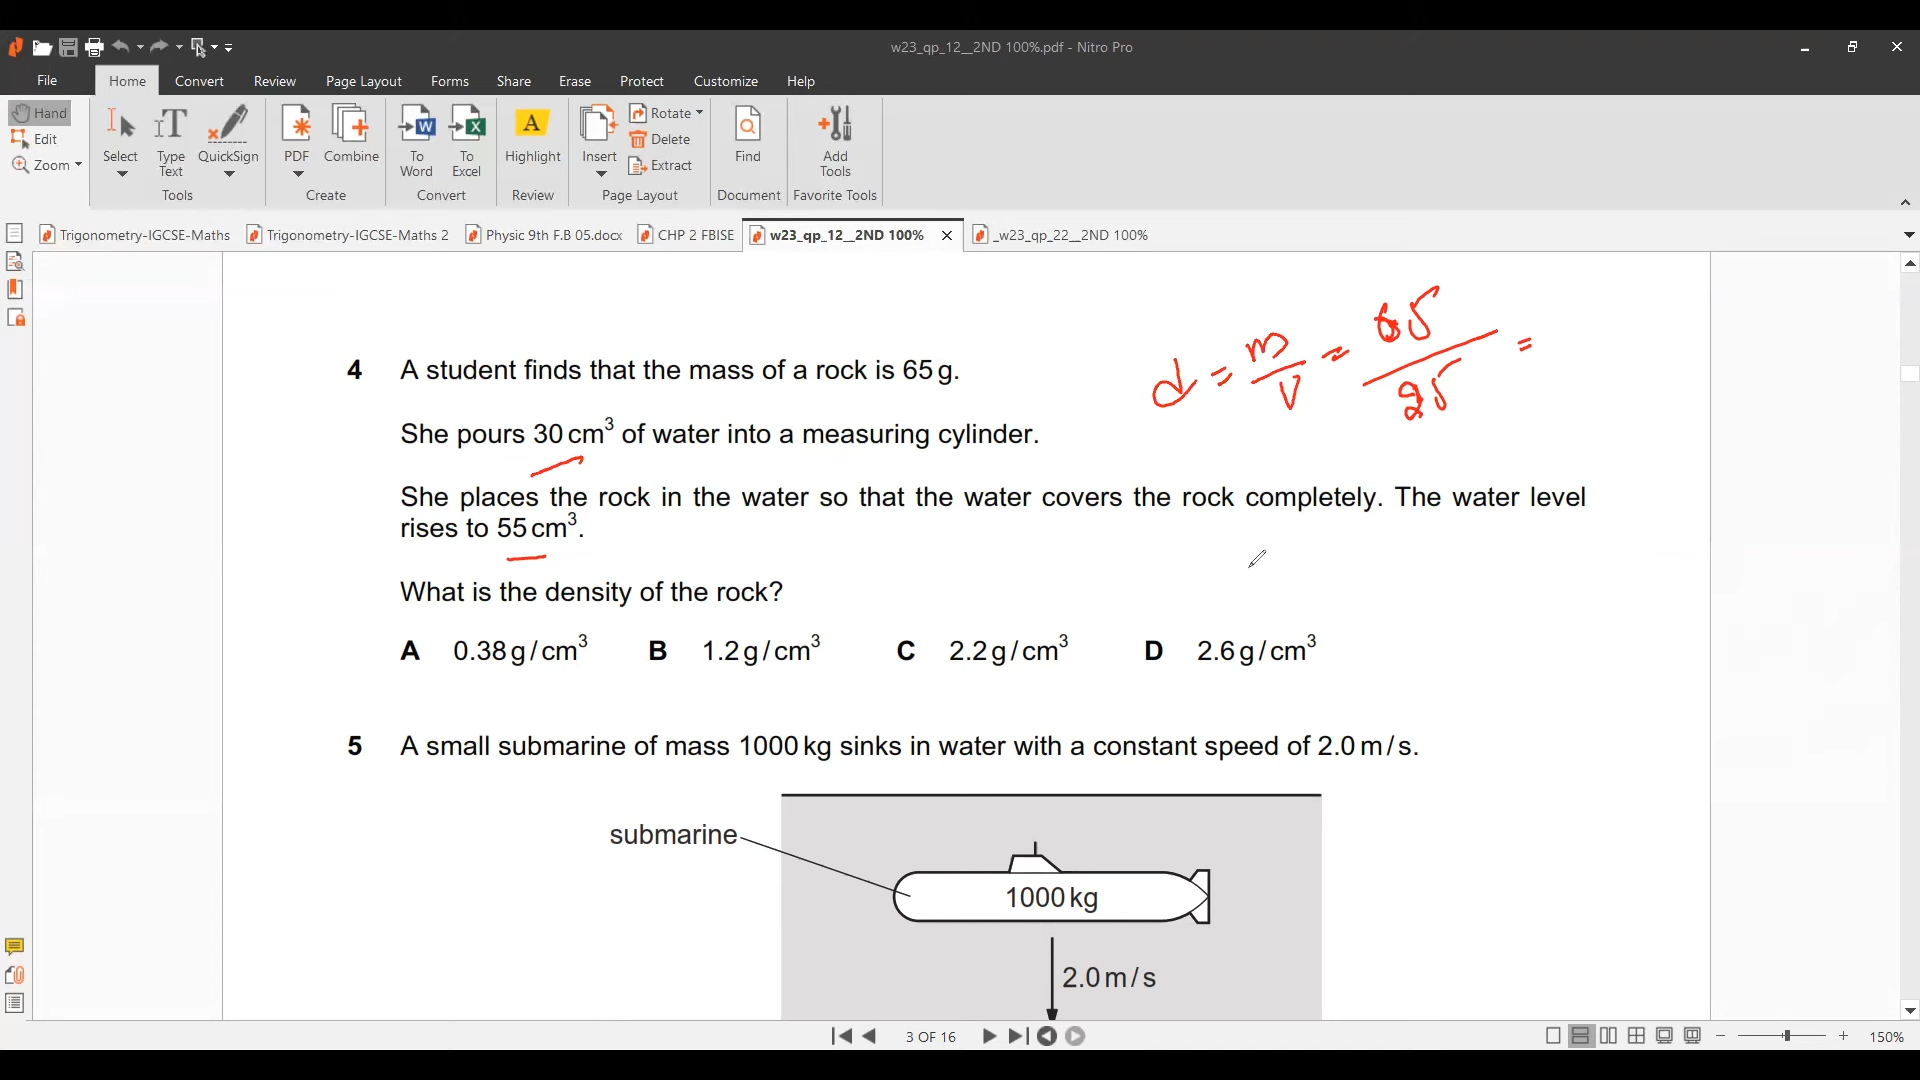 w23_qp_12__2ND 100%.pdf - Nitro Pro
File Home Convert Review Page Layout Forms Share Erase Protect Customize Help
Hand
Edit
Zoom
Select
Type Text
QuickSign
Tools
PDF
Combine
Create
To Word
To Excel
Convert
A
Highlight
Review
Insert
Rotate
Delete
Extract
Page Layout
Find
Document
Add Tools
Favorite Tools
Trigonometry-IGCSE-Maths
Trigonometry-IGCSE-Maths 2
Physic 9th F.B 05.docx
CHP 2 FBISE
w23_qp_12__2ND 100%
_w23_qp_22__2ND 100%
d = m/V = 65/25 =
4 A student finds that the mass of a rock is 65 g.
She pours 30 cm³ of water into a measuring cylinder.
She places the rock in the water so that the water covers the rock completely. The water level
rises to 55 cm³.
What is the density of the rock?
A 0.38 g / cm³ B 1.2 g / cm³ C 2.2 g / cm³ D 2.6 g / cm³
5 A small submarine of mass 1000 kg sinks in water with a constant speed of 2.0 m / s.
submarine
1000 kg
2.0 m / s
3 OF 16
150%